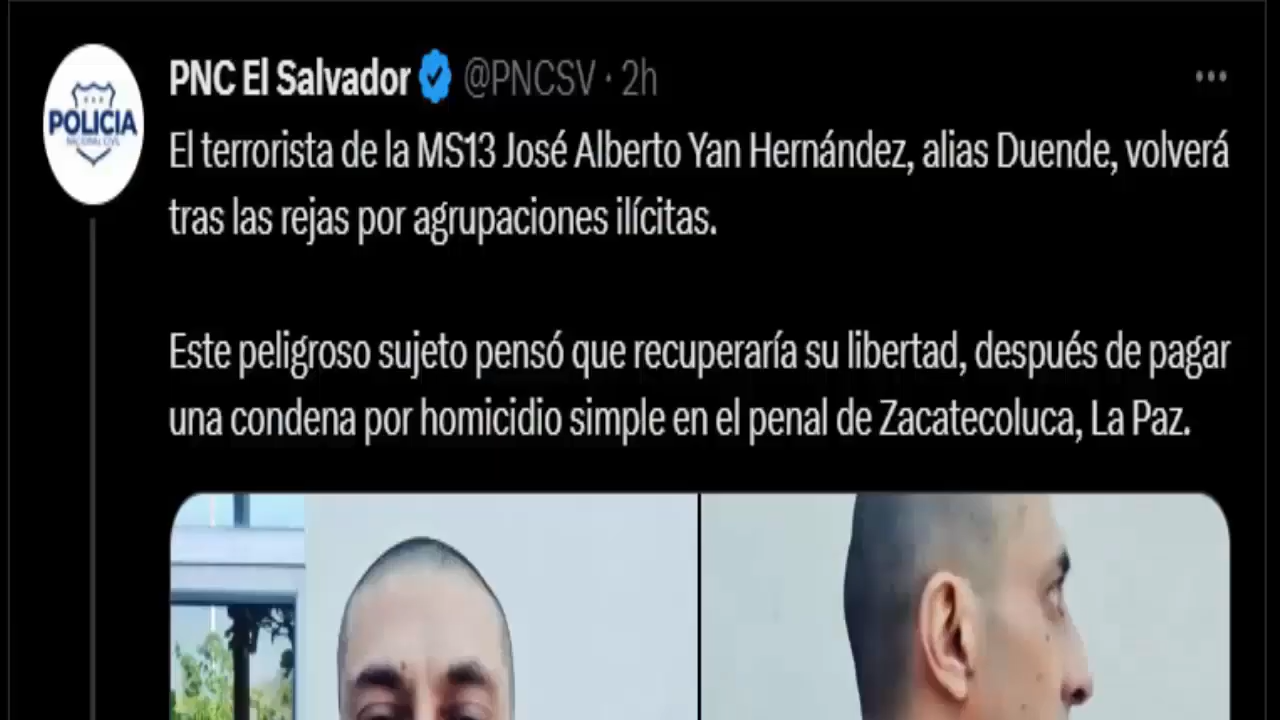 PNC El Salvador @PNCSV · 2h
POLICIA
NACIONAL CIVIL
El terrorista de la MS13 José Alberto Yan Hernández, alias Duende, volverá
tras las rejas por agrupaciones ilícitas.
Este peligroso sujeto pensó que recuperaría su libertad, después de pagar
una condena por homicidio simple en el penal de Zacatecoluca, La Paz.